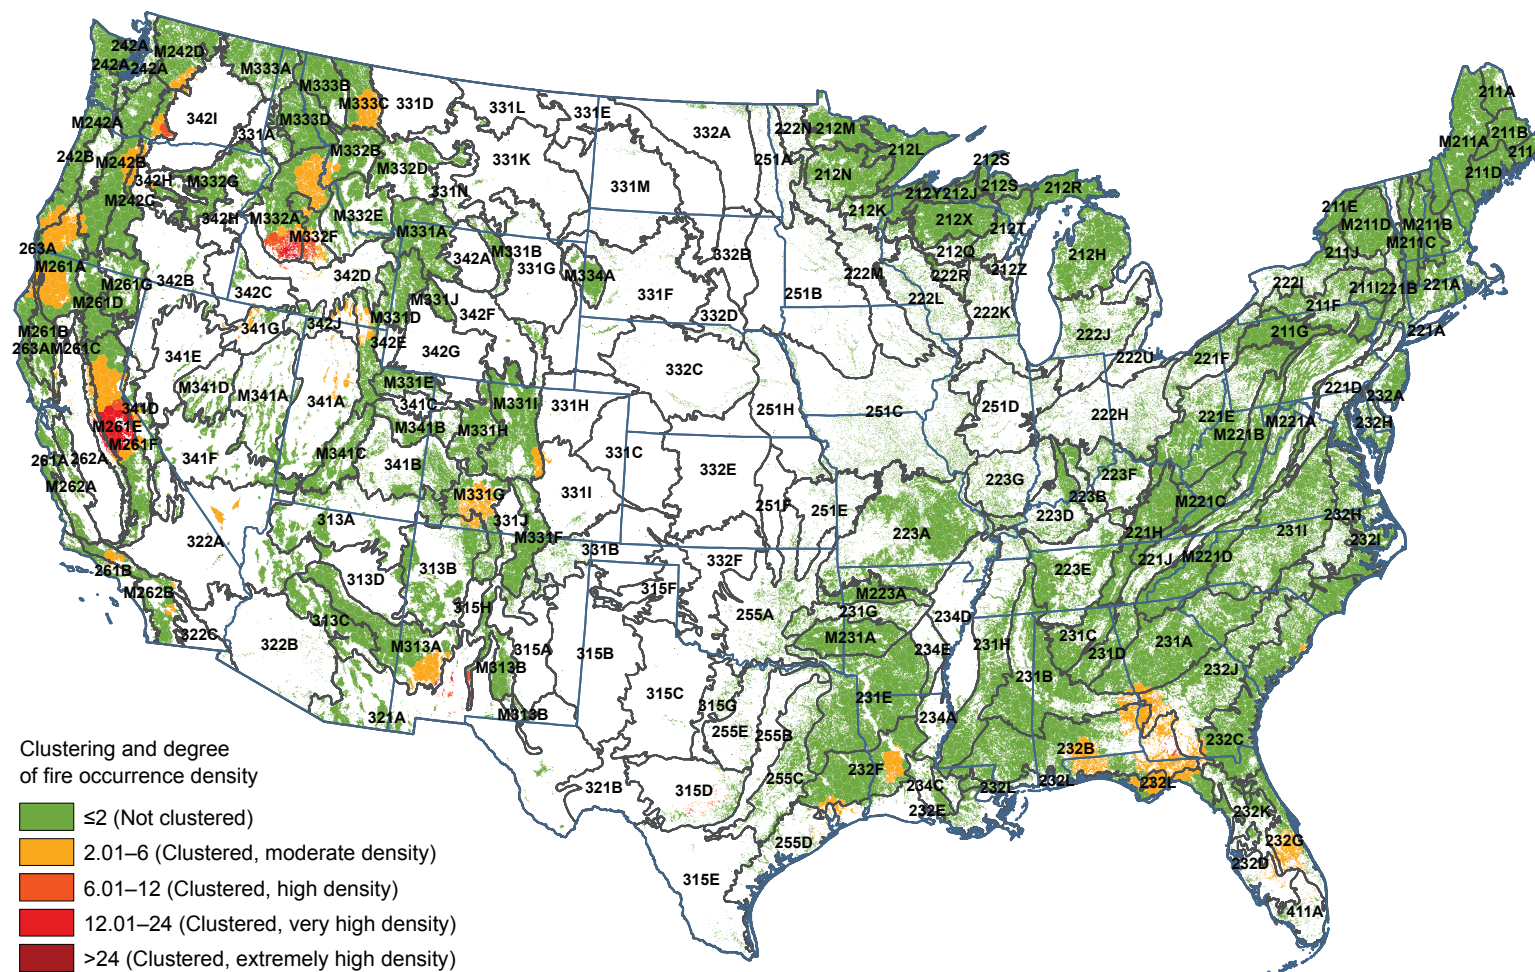 242A
M242D
242A
242A
M333A
M333B
M333C
331D
331L
331E
332A
222N
212M
211A
342I
M333D
M242A
331A
M332B
212L
211B
M211A
242B
M242B
M332D
331K
251A
212N
212S
211D
342H
M332G
331N
331M
212Y
212J
212S
212R
M242C
342H
M332A
M332E
212K
212X
211E
M211D
M211B
263A
M332F
M331A
342A
M331B
332B
212T
M211C
M261A
342D
331G
M334A
212Q
212Z
212H
211J
M261G
342B
342C
M331J
331F
222M
222R
222I
211I
221B
221A
M261D
342J
M331D
342F
332D
251B
222L
222K
222J
211F
M261B
341G
342E
342G
211G
221A
263A
M261C
341E
332C
222U
221F
M341D
M341A
341A
M331E
M331I
331H
251H
251C
251D
222H
221D
232A
341D
341C
M341B
M331H
221E
M221A
232H
M261E
M261F
M221B
261A
262A
341F
M341C
341B
331C
332E
223G
223F
M262A
M331G
331I
251F
251E
223B
M221C
313A
331J
M331F
223A
223D
221H
231I
232H
322A
331B
332F
223E
221J
M221D
232I
261B
313D
313B
315F
M262B
315H
255A
M223A
231G
234D
322C
313C
322B
M313A
M313B
315A
315B
M231A
234E
231H
231C
231D
231A
231B
232J
315C
315G
231E
321A
M313B
255E
255B
234A
232B
232C
321B
315D
255C
232F
234C
232E
232L
232L
232L
232K
255D
232G
232D
315E
411A
Clustering and degree
of fire occurrence density
≤2 (Not clustered)
2.01–6 (Clustered, moderate density)
6.01–12 (Clustered, high density)
12.01–24 (Clustered, very high density)
>24 (Clustered, extremely high density)